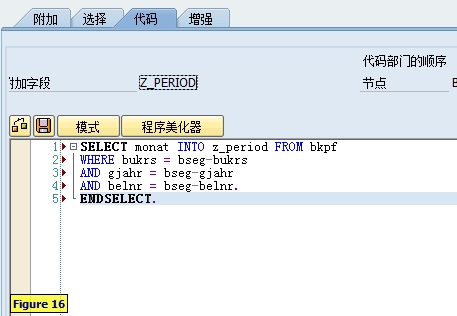 附加 选择 代码 增强
代码部门的顺序
附加字段 Z_PERIOD 节点
模式 程序美化器
1 SELECT monat INTO z_period FROM bkpf
2 WHERE bukrs = bseg-bukrs
3 AND gjahr = bseg-gjahr
4 AND belnr = bseg-belnr.
5 ENDSELECT.
Figure 16